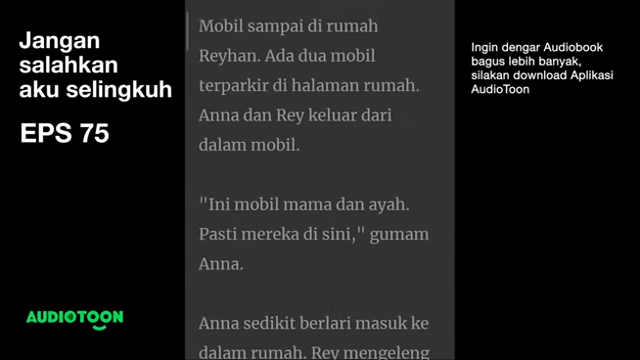 Jangan
salahkan
aku selingkuh
EPS 75
AUDIOTOON
Mobil sampai di rumah
Reyhan. Ada dua mobil
terparkir di halaman rumah.
Anna dan Rey keluar dari
dalam mobil.
"Ini mobil mama dan ayah.
Pasti mereka di sini," gumam
Anna.
Anna sedikit berlari masuk ke
dalam rumah. Rey mengeleng
Ingin dengar Audiobook
bagus lebih banyak,
silakan download Aplikasi
AudioToon